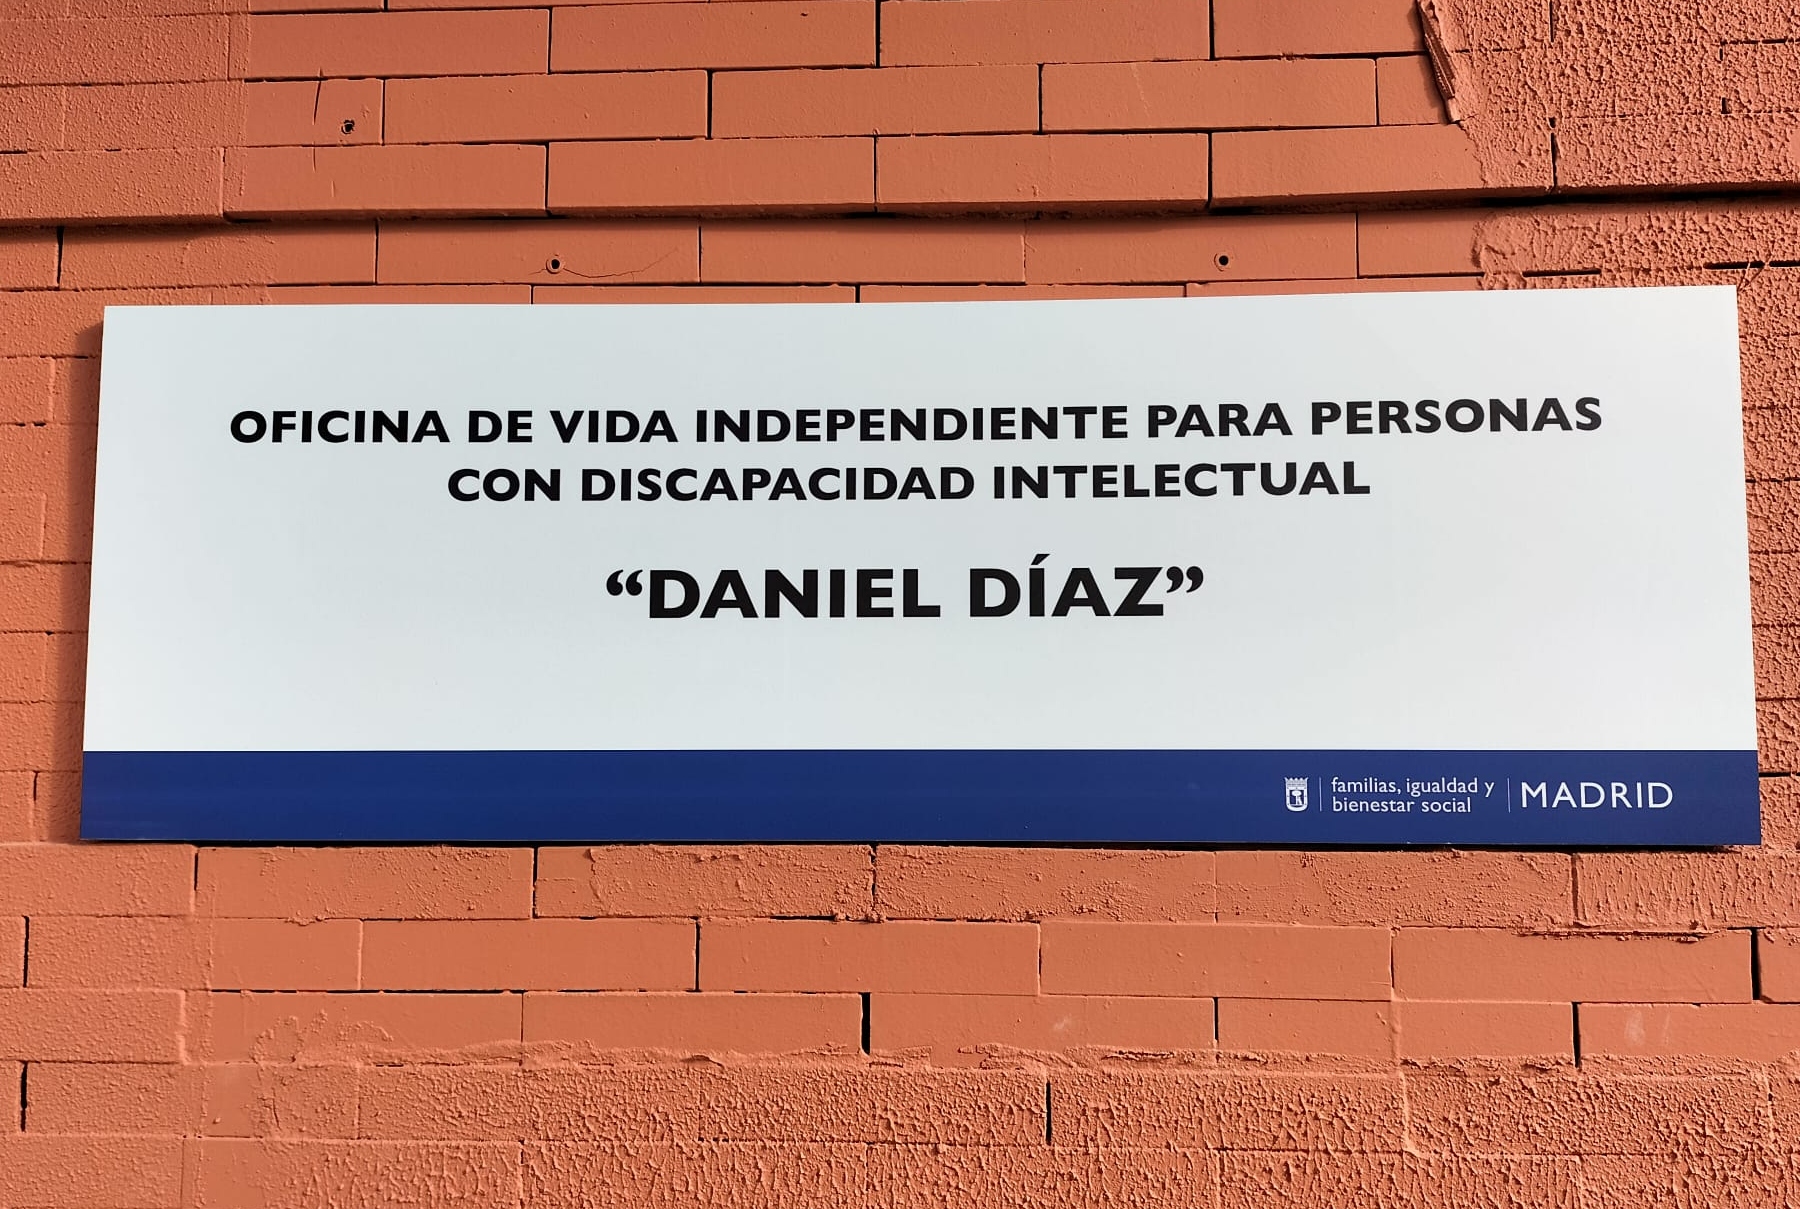 OFICINA DE VIDA INDEPENDIENTE PARA PERSONAS
CON DISCAPACIDAD INTELECTUAL
“DANIEL DÍAZ”
familias, igualdad y
bienestar social
MADRID